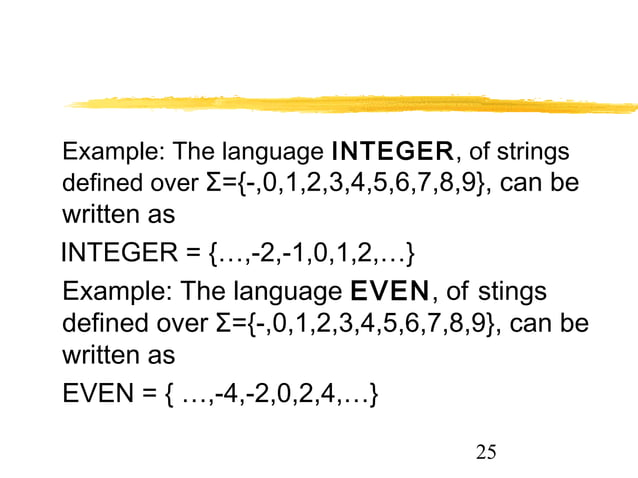 Example: The language INTEGER, of strings
defined over Σ={-,0,1,2,3,4,5,6,7,8,9}, can be
written as
INTEGER = {…,-2,-1,0,1,2,…}
Example: The language EVEN, of stings
defined over Σ={-,0,1,2,3,4,5,6,7,8,9}, can be
written as
EVEN = { …,-4,-2,0,2,4,…}
25